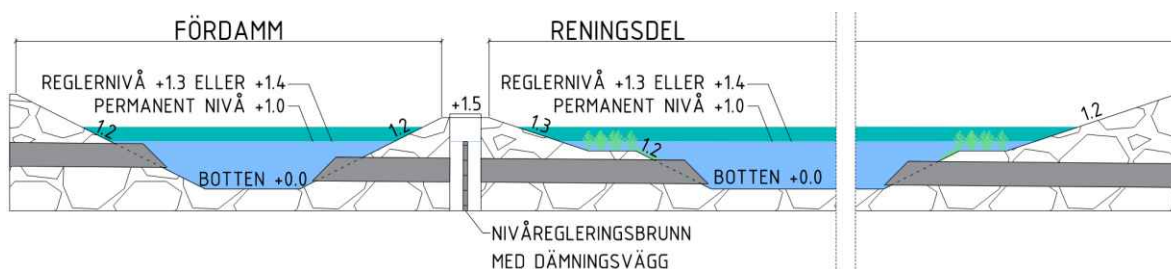 FÖRDAMM
RENINGSDEL
REGLERNIVÅ +1.3 ELLER +1.4
PERMANENT NIVÅ +1.0
+1.5
REGLERNIVÅ +1.3 ELLER +1.4
PERMANENT NIVÅ +1.0
1.2
1.2
1.3
1.2
1.2
BOTTEN +0.0
BOTTEN +0.0
NIVÅREGLERINGSBRUNN
MED DÄMNINGSVÄGG